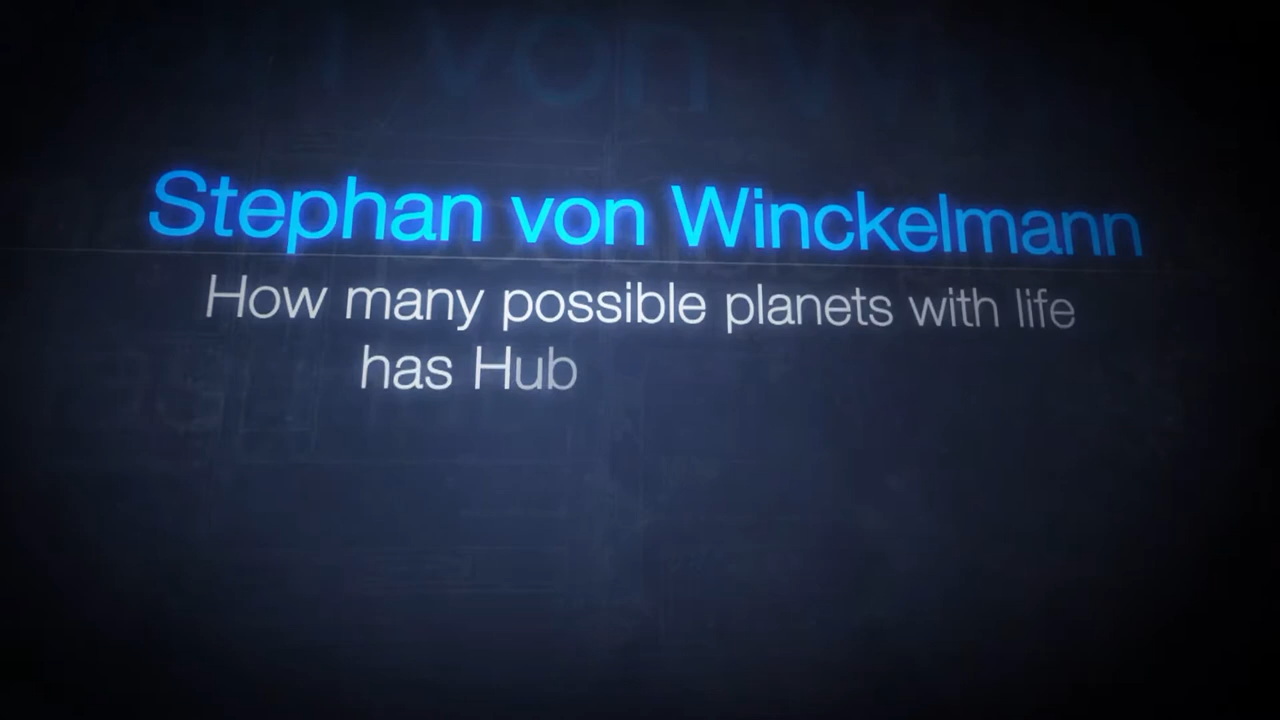 Stephan von Winckelmann
How many possible planets with life
has Hub